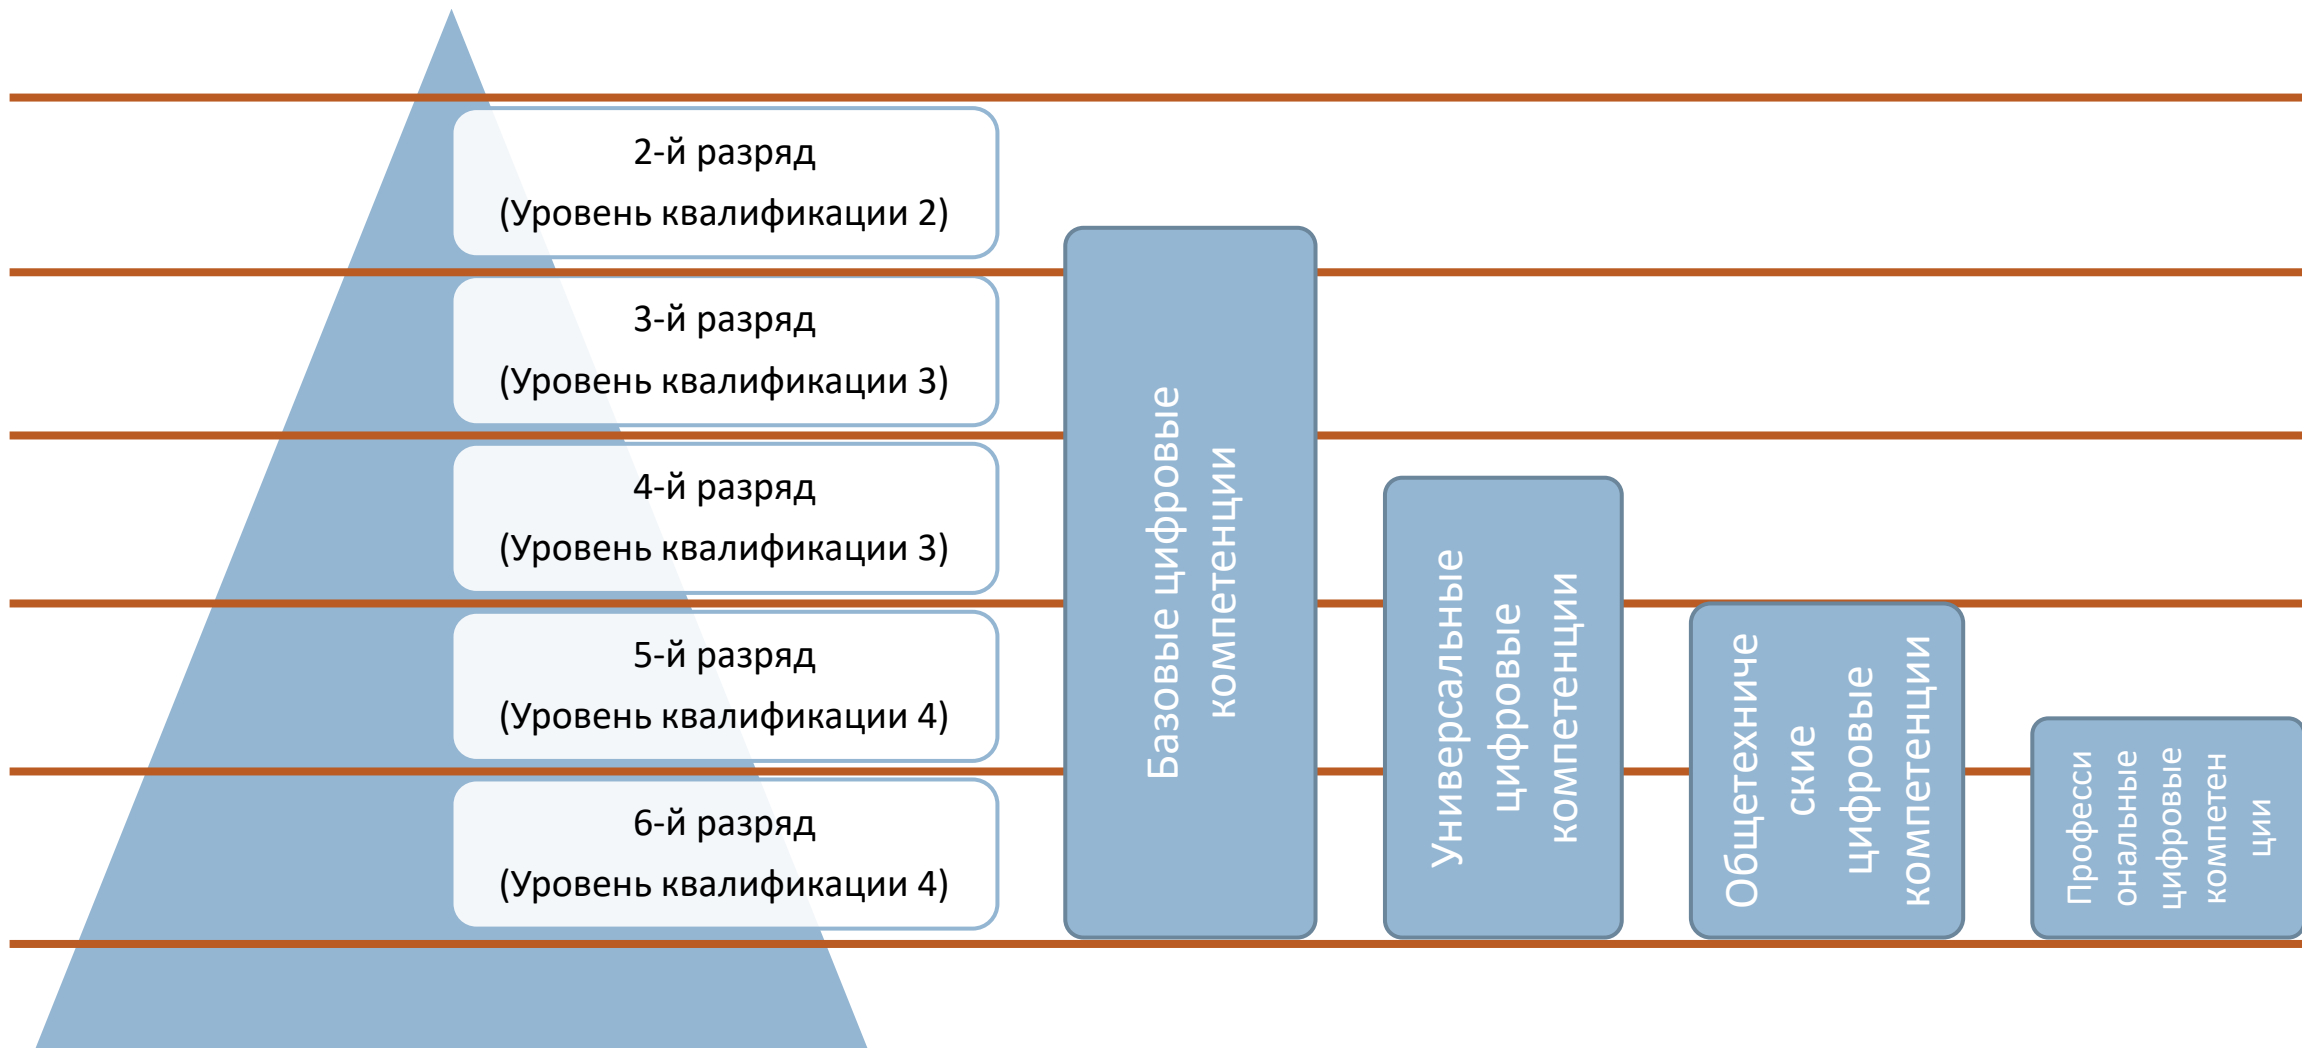 2-й разряд
(Уровень квалификации 2)
3-й разряд
(Уровень квалификации 3)
4-й разряд
(Уровень квалификации 3)
5-й разряд
(Уровень квалификации 4)
6-й разряд
(Уровень квалификации 4)
Базовые цифровые
компетенции
Универсальные
цифровые
компетенции
Общетехниче
ские
цифровые
компетенции
Професси
ональные
цифровые
компетен
ции